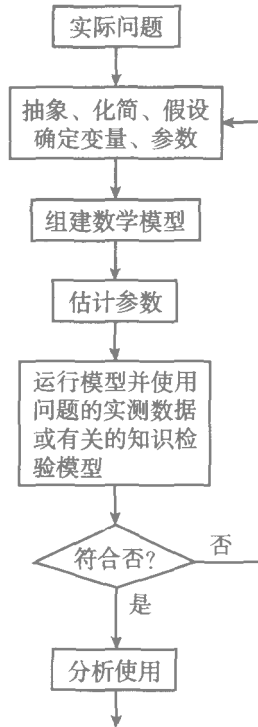 实际问题
抽象、化简、假设
确定变量、参数
组建数学模型
估计参数
运行模型并使用
问题的实测数据
或有关的知识检
验模型
符合否?
否
是
分析使用